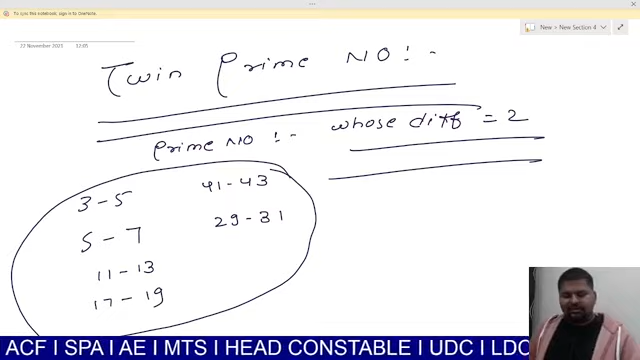 To sync this notebook, sign in to OneNote.
New » New Section 4
22 November 2021 12:05
Twin Prime NO:-
Prime NO:- whose diff = 2
3-5
5-7
11-13
17-19
41-43
29-31
ACF I SPA I AE I MTS I HEAD CONSTABLE I UDC I LDC